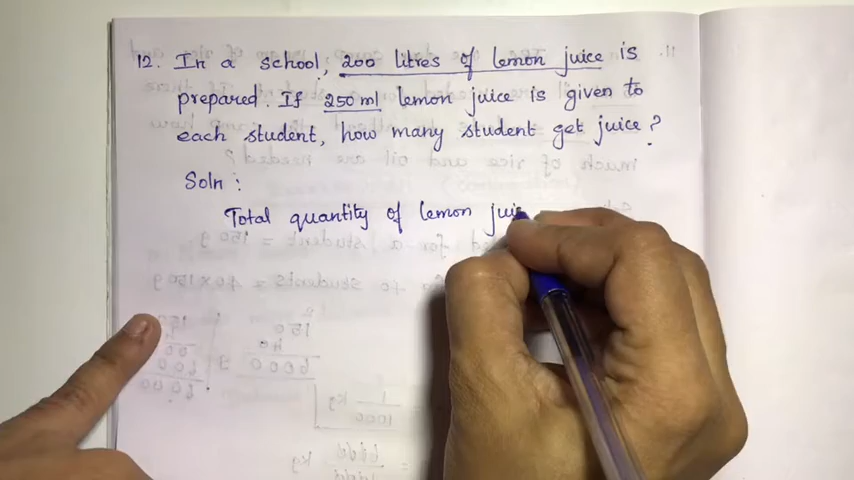 12. In a school, 200 litres of lemon juice is
prepared. If 250 ml lemon juice is given to
each student, how many student get juice?
Soln :
Total quantity of lemon jui